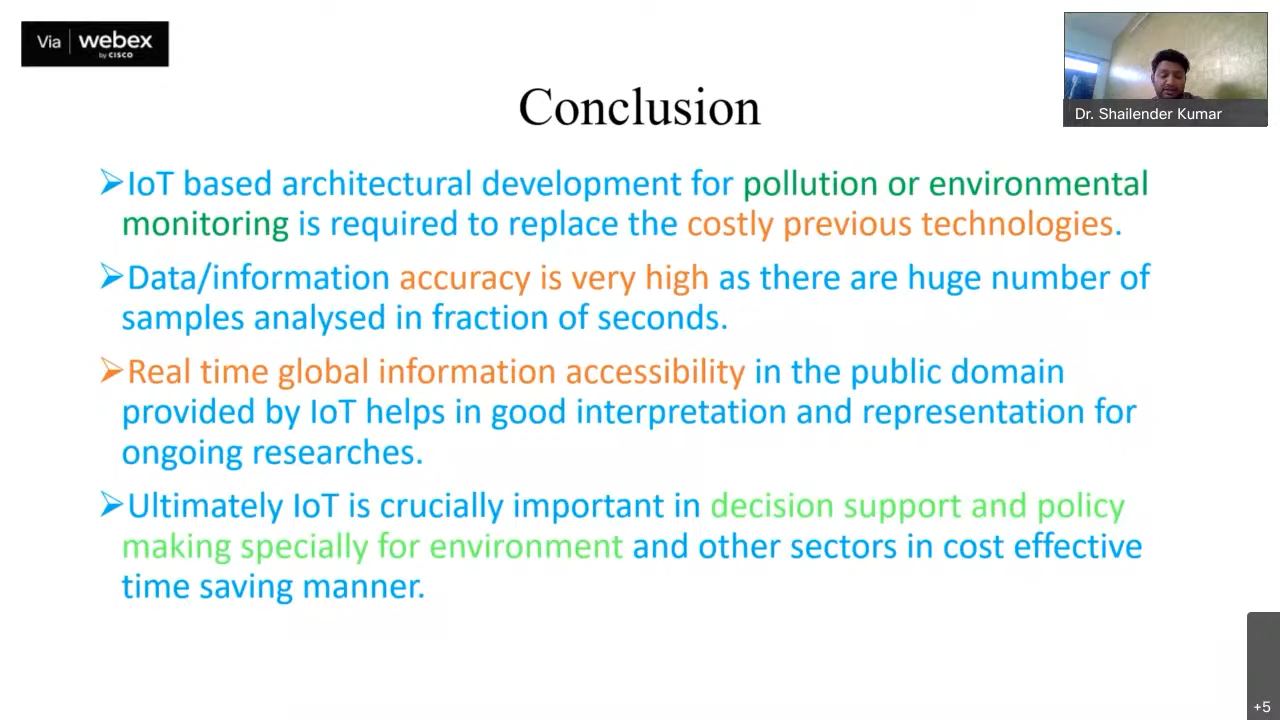 Via | webex
by CISCO
Dr. Shailender Kumar
Conclusion
➢IoT based architectural development for pollution or environmental
monitoring is required to replace the costly previous technologies.
➢Data/information accuracy is very high as there are huge number of
samples analysed in fraction of seconds.
➢Real time global information accessibility in the public domain
provided by IoT helps in good interpretation and representation for
ongoing researches.
➢Ultimately IoT is crucially important in decision support and policy
making specially for environment and other sectors in cost effective
time saving manner.
+5